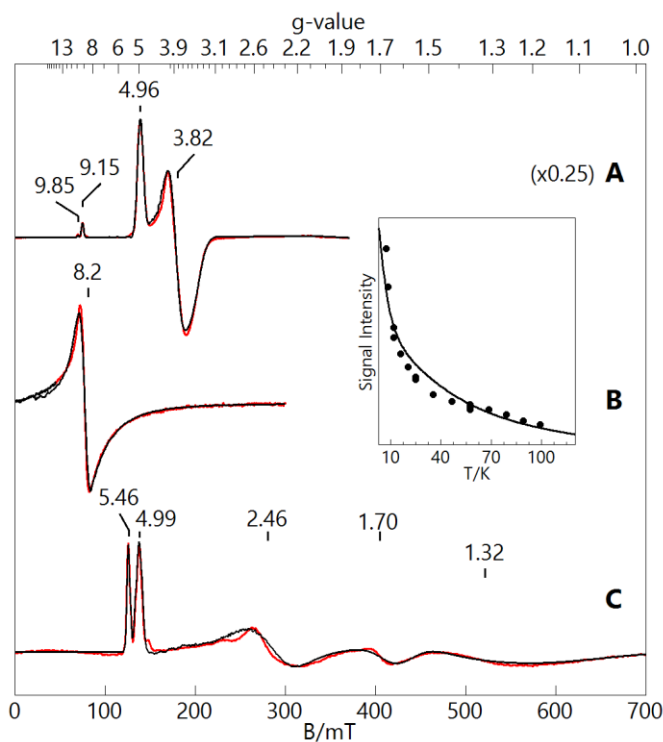 g-value
13 8 6 5 3.9 3.1 2.6 2.2 1.9 1.7 1.5 1.3 1.2 1.1 1.0
4.96
3.82
9.15
9.85
(x0.25) A
8.2
Signal Intensity
B
10 40 70 100
T/K
5.46
4.99
2.46
1.70
1.32
C
0 100 200 300 400 500 600 700
B/mT